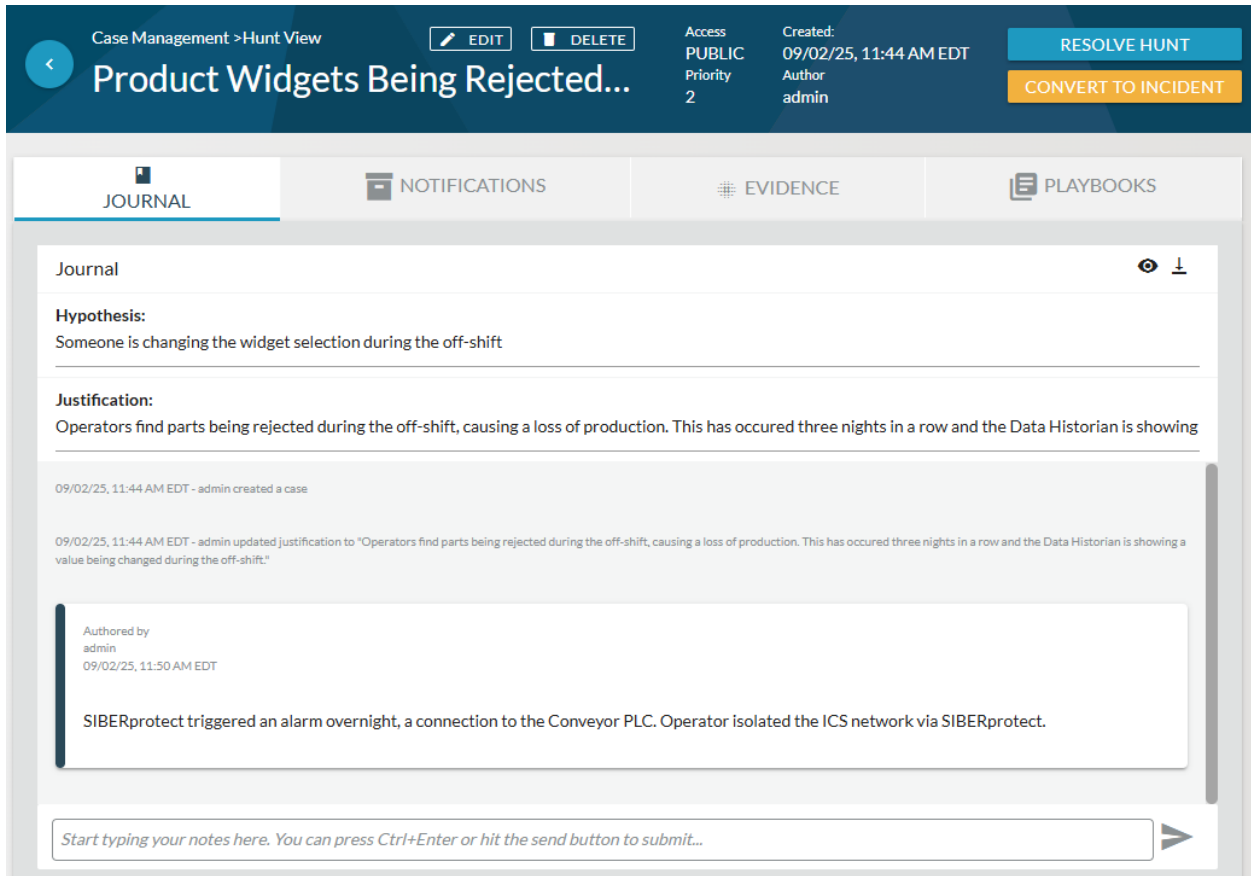 Case Management >Hunt View
EDIT
DELETE
Product Widgets Being Rejected...
Access
PUBLIC
Priority
2
Created:
09/02/25, 11:44 AM EDT
Author
admin
RESOLVE HUNT
CONVERT TO INCIDENT
JOURNAL
NOTIFICATIONS
EVIDENCE
PLAYBOOKS
Journal
Hypothesis:
Someone is changing the widget selection during the off-shift
Justification:
Operators find parts being rejected during the off-shift, causing a loss of production. This has occured three nights in a row and the Data Historian is showing
09/02/25, 11:44 AM EDT - admin created a case
09/02/25, 11:44 AM EDT - admin updated justification to "Operators find parts being rejected during the off-shift, causing a loss of production. This has occured three nights in a row and the Data Historian is showing a
value being changed during the off-shift."
Authored by
admin
09/02/25, 11:50 AM EDT
SIBERprotect triggered an alarm overnight, a connection to the Conveyor PLC. Operator isolated the ICS network via SIBERprotect.
Start typing your notes here. You can press Ctrl+Enter or hit the send button to submit...